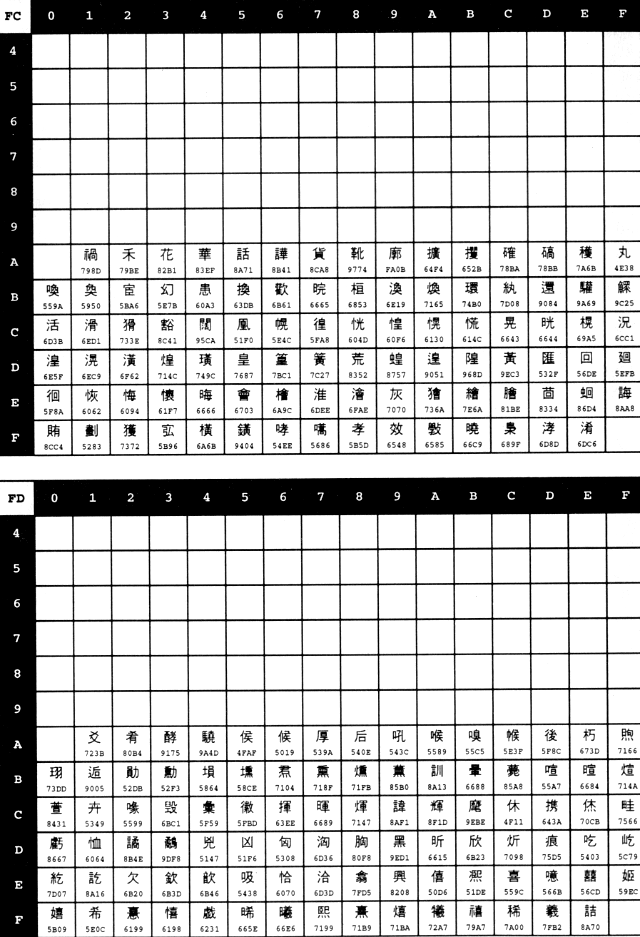 FC 0 1 2 3 4 5 6 7 8 9 A B C D E F
4
5
6
7
8
9
A 禍 禾 花 華 話 譁 貨 靴 廓 擴 攫 確 碻 穫 丸
798D 79BE 82B1 83EF 8A71 8B41 8CA8 9774 FA0B 64F4 652B 78BA 78BB 7A6B 4E38
B 喚 奐 宦 幻 患 換 歡 晥 桓 渙 煥 環 紈 還 驩 鰥
559A 5950 5BA6 5E7B 60A3 63DB 6B61 6665 6853 6E19 7165 74B0 7D08 9084 9A69 9C25
C 活 滑 猾 豁 闊 凰 幌 徨 恍 惶 愰 慌 晃 晄 榥 況
6D3B 6ED1 733E 8C41 95CA 51F0 5E4C 5FA8 604D 60F6 6130 614C 6643 6644 69A5 6CC1
D 湟 滉 潢 煌 璜 皇 篁 簧 荒 蝗 遑 隍 黃 匯 回 廻
6E5F 6EC9 6F62 714C 749C 7687 7BC1 7C27 8352 8757 9051 968D 9EC3 532F 56DE 5EFB
E 徊 恢 悔 懷 晦 會 檜 淮 澮 灰 獪 繪 膾 茴 蛔 誨
5F8A 6062 6094 61F7 6666 6703 6A9C 6DEE 6FAE 7070 736A 7E6A 81BE 8334 86D4 8AA8
F 賄 劃 獲 宖 橫 鐄 哮 嚆 孝 效 斅 曉 梟 涍 淆
8CC4 5283 7372 5B96 6A6B 9404 54EE 5686 5B5D 6548 6585 66C9 689F 6D8D 6DC6
FD 0 1 2 3 4 5 6 7 8 9 A B C D E F
4
5
6
7
8
9
A 爻 肴 酵 驍 侯 候 厚 后 吼 喉 嗅 帿 後 朽 煦
723B 80B4 9175 9A4D 4FAF 5019 539A 540E 543C 5589 55C5 5E3F 5F8C 673D 7166
B 珝 逅 勛 勳 塤 壎 焄 熏 燻 薰 訓 暈 薨 喧 暄 煊
73DD 9005 52DB 52F3 5864 58CE 7104 718F 71FB 85B0 8A13 6688 85A8 55A7 6684 714A
C 萱 卉 喙 毁 彙 徽 揮 暉 煇 諱 輝 麾 休 携 烋 畦
8431 5349 5599 6BC1 5F59 5FBD 63EE 6689 7147 8AF1 8F1D 9EBE 4F11 643A 70CB 7566
D 虧 恤 譎 鷸 兇 凶 匈 洶 胸 黑 昕 欣 炘 痕 吃 屹
8667 6064 8B4E 9DF8 5147 51F6 5308 6D36 80F8 9ED1 6615 6B23 7098 75D5 5403 5C79
E 紇 訖 欠 欽 歆 吸 恰 洽 翕 興 僖 凞 喜 噫 囍 姬
7D07 8A16 6B20 6B3D 6B46 5438 6070 6D3D 7FD5 8208 50D6 51DE 559C 566B 56CD 59EC
F 嬉 希 憙 憘 戱 晞 曦 熙 熹 熺 犧 禧 稀 羲 詰
5B09 5E0C 6199 6198 6231 665E 66E6 7199 71B9 71BA 72A7 79A7 7A00 7FB2 8A70